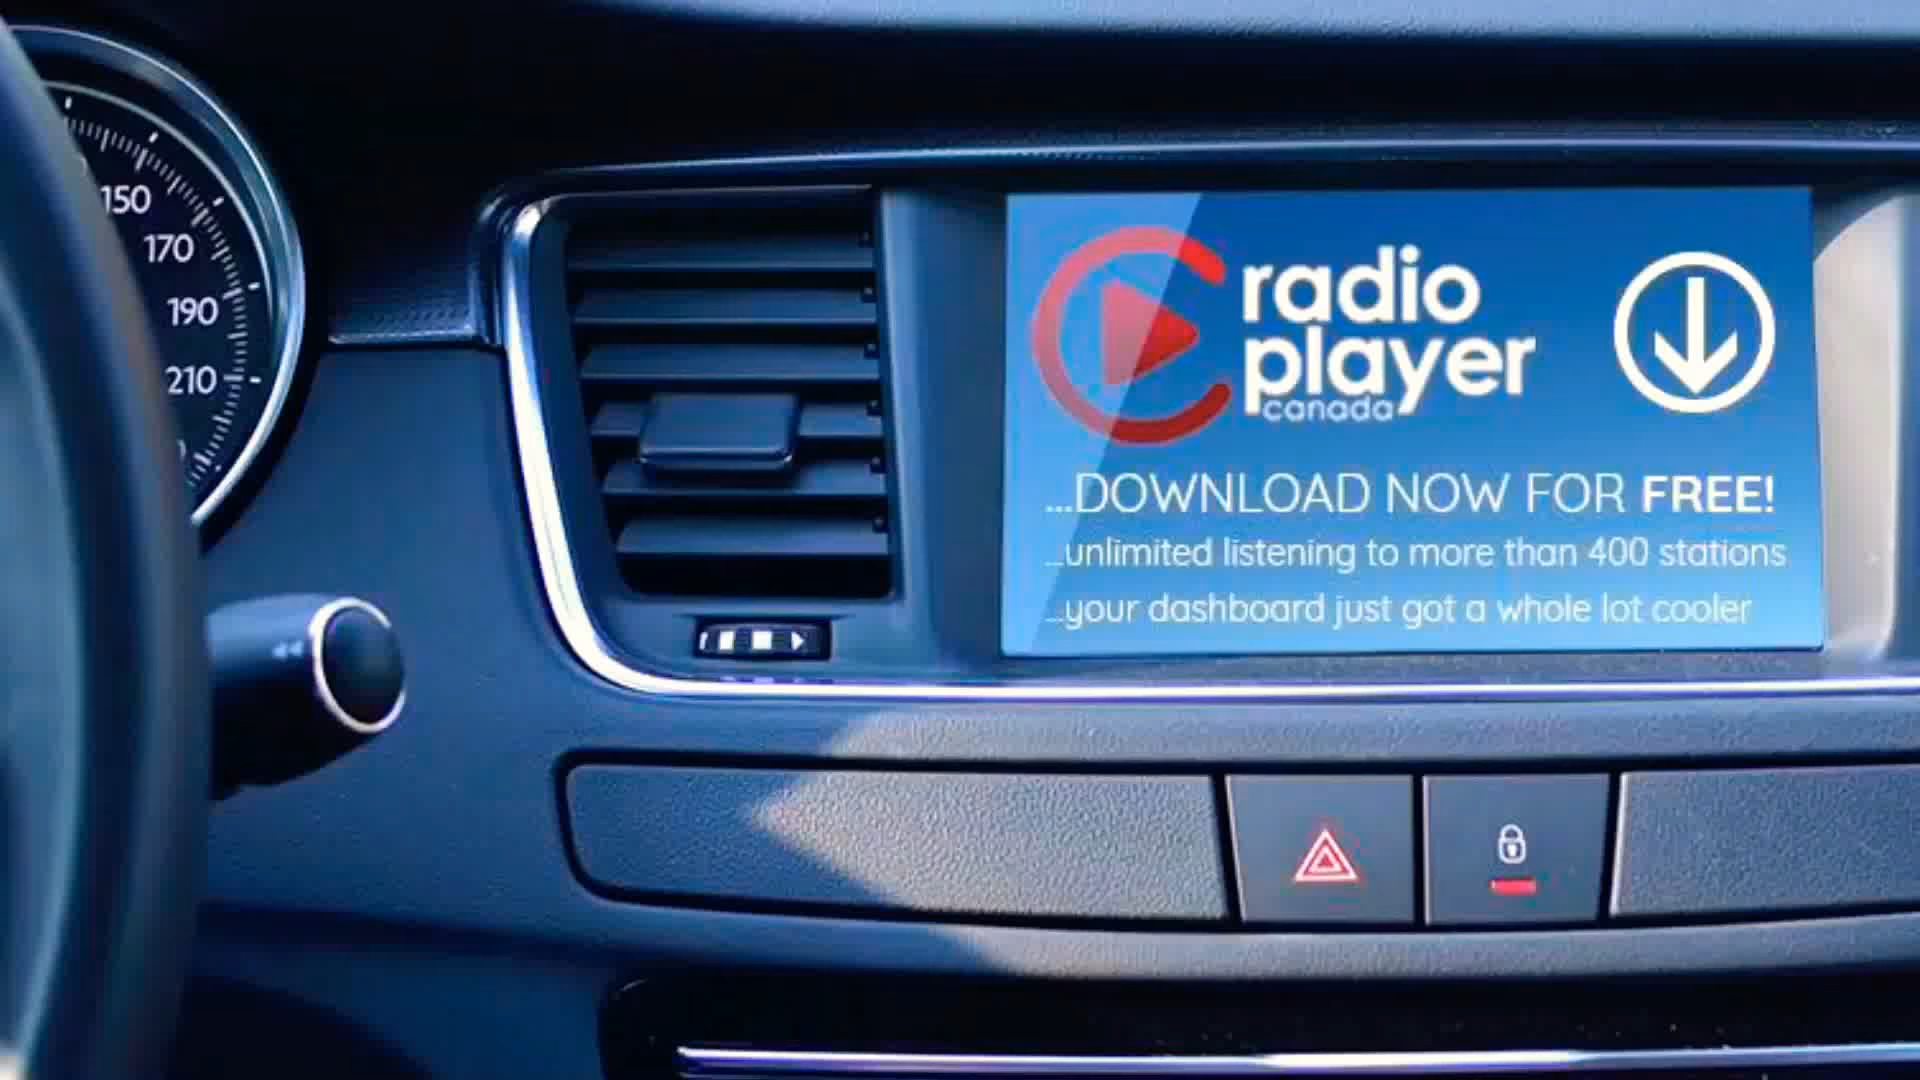 150
170
190
210
radio
player
canada
...DOWNLOAD NOW FOR FREE!
...unlimited listening to more than 400 stations
...your dashboard just got a whole lot cooler